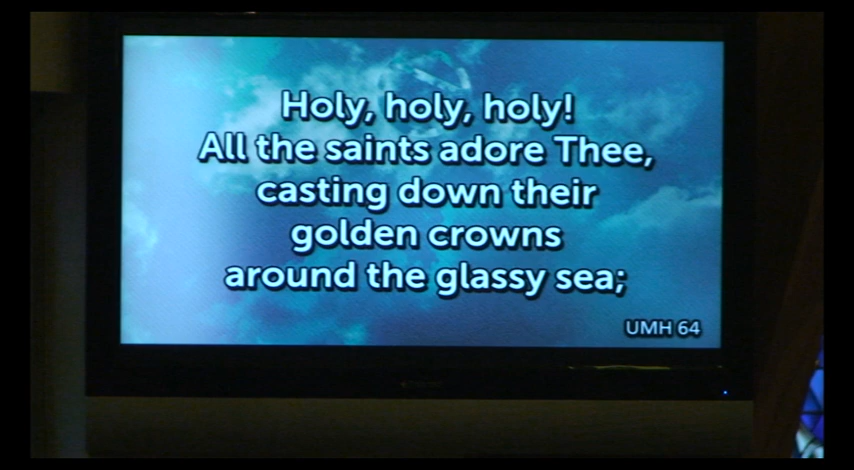 Holy, holy, holy!
All the saints adore Thee,
casting down their
golden crowns
around the glassy sea;
UMH 64